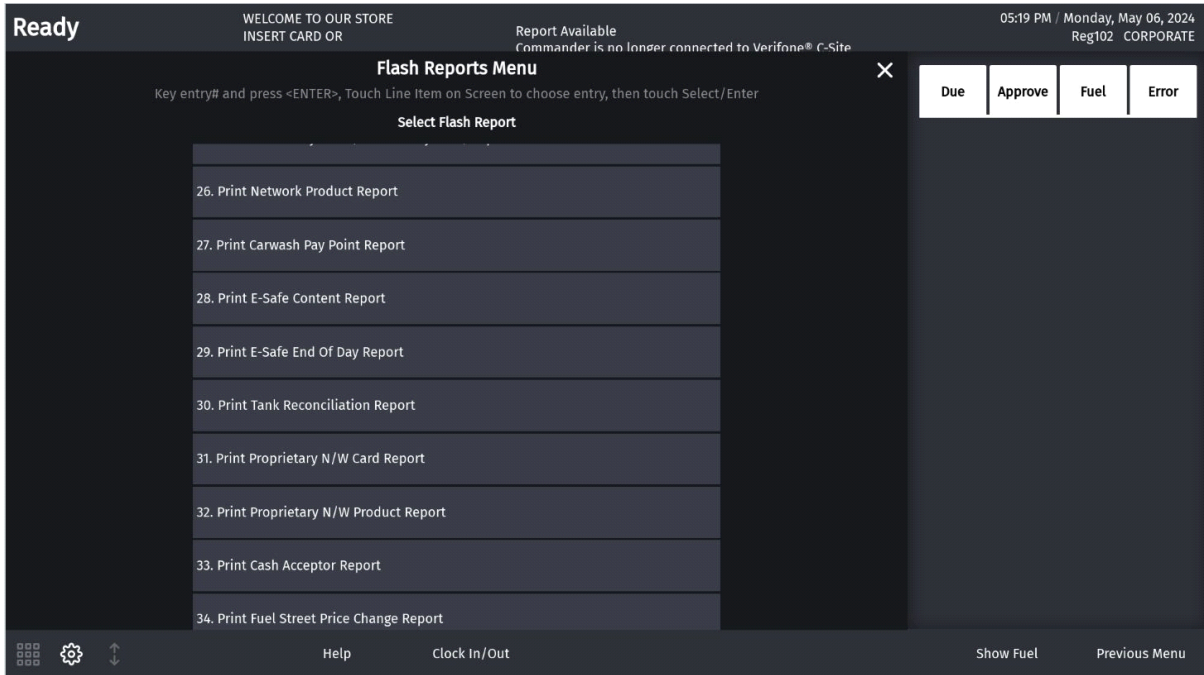 Ready
WELCOME TO OUR STORE
INSERT CARD OR
Report Available
Commander is no longer connected to Verifone® C-Site
05:19 PM / Monday, May 06, 2024
Reg102 CORPORATE
Flash Reports Menu
Key entry# and press <ENTER>, Touch Line Item on Screen to choose entry, then touch Select/Enter
Select Flash Report
Due
Approve
Fuel
Error
26. Print Network Product Report
27. Print Carwash Pay Point Report
28. Print E-Safe Content Report
29. Print E-Safe End Of Day Report
30. Print Tank Reconciliation Report
31. Print Proprietary N/W Card Report
32. Print Proprietary N/W Product Report
33. Print Cash Acceptor Report
34. Print Fuel Street Price Change Report
Help
Clock In/Out
Show Fuel
Previous Menu